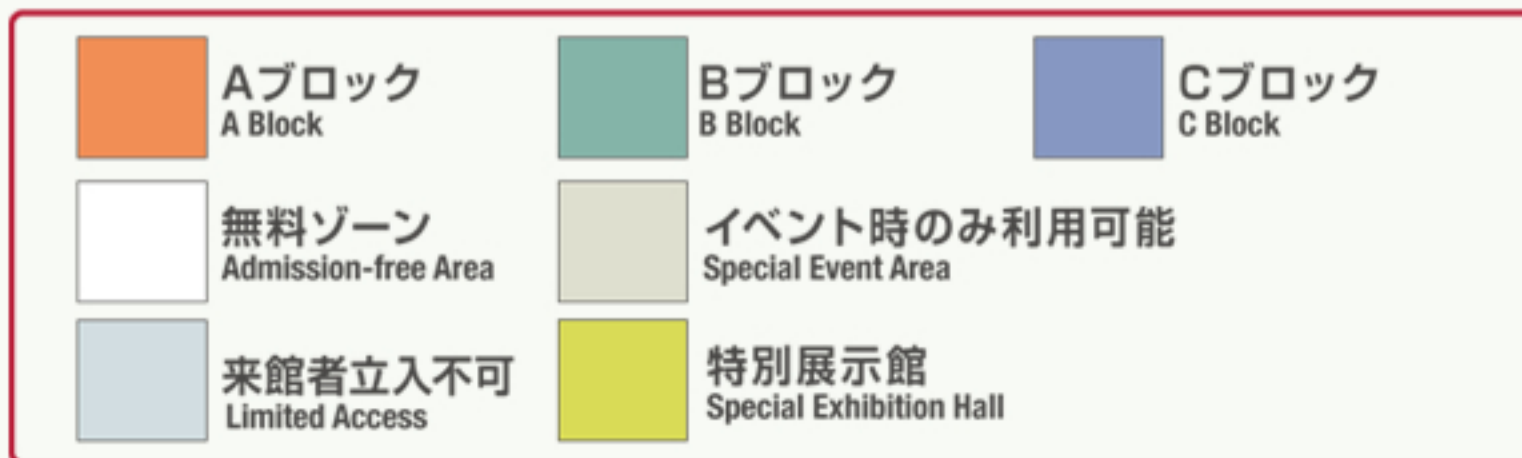 Aブロック
A Block
Bブロック
B Block
Cブロック
C Block
無料ゾーン
Admission-free Area
イベント時のみ利用可能
Special Event Area
来館者立入不可
Limited Access
特別展示館
Special Exhibition Hall